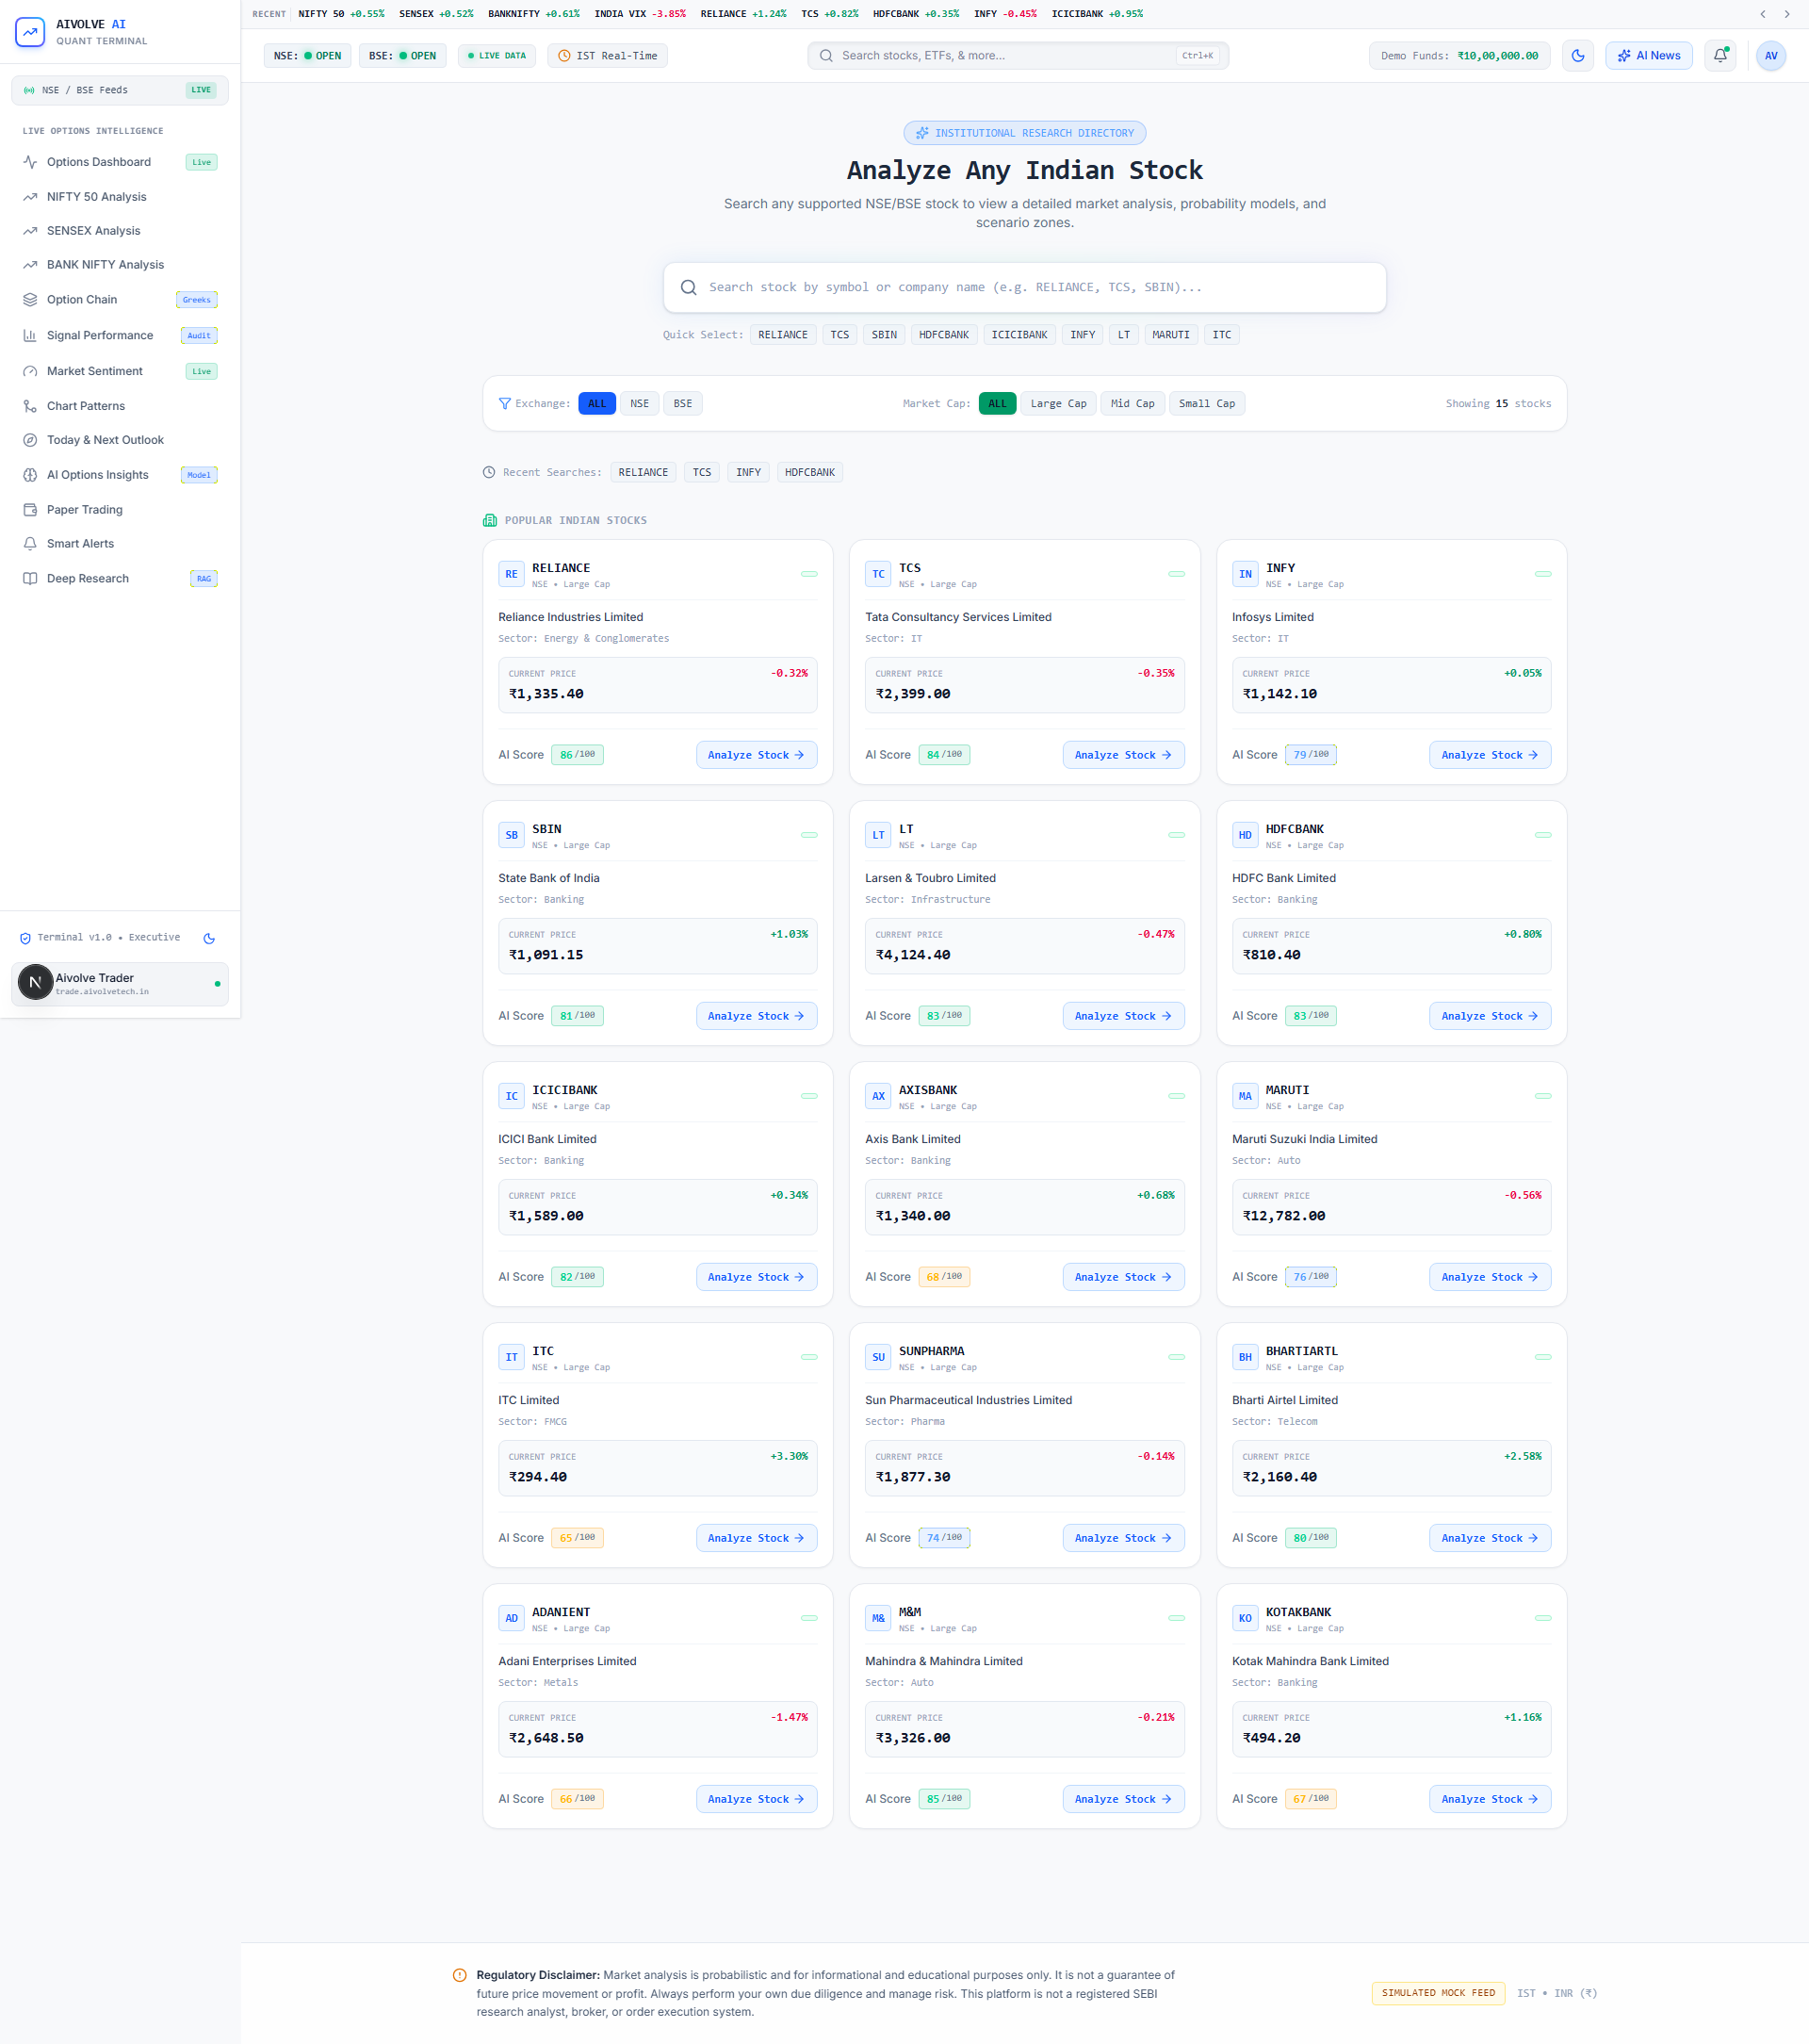 AIVOLVE AI
QUANT TERMINAL
NSE / BSE Feeds LIVE
LIVE OPTIONS INTELLIGENCE
Options Dashboard Live
NIFTY 50 Analysis
SENSEX Analysis
BANK NIFTY Analysis
Option Chain Greeks
Signal Performance Audit
Market Sentiment Live
Chart Patterns
Today & Next Outlook
AI Options Insights Model
Paper Trading
Smart Alerts
Deep Research RAG
Terminal v1.0 • Executive
N
Aivolve Trader
trade.aivolvetech.in
RECENT NIFTY 50 +0.55% SENSEX +0.52% BANKNIFTY +0.61% INDIA VIX -3.85% RELIANCE +1.24% TCS +0.82% HDFCBANK +0.35% INFY -0.45% ICICIBANK +0.95%
NSE: OPEN BSE: OPEN LIVE DATA IST Real-Time Search stocks, ETFs, & more... Ctrl+K Demo Funds: ₹10,00,000.00 AI News AV
INSTITUTIONAL RESEARCH DIRECTORY
Analyze Any Indian Stock
Search any supported NSE/BSE stock to view a detailed market analysis, probability models, and
scenario zones.
Search stock by symbol or company name (e.g. RELIANCE, TCS, SBIN)...
Quick Select: RELIANCE TCS SBIN HDFCBANK ICICIBANK INFY LT MARUTI ITC
Exchange: ALL NSE BSE Market Cap: ALL Large Cap Mid Cap Small Cap Showing 15 stocks
Recent Searches: RELIANCE TCS INFY HDFCBANK
POPULAR INDIAN STOCKS
RE RELIANCE
NSE • Large Cap
Reliance Industries Limited
Sector: Energy & Conglomerates
CURRENT PRICE -0.32%
₹1,335.40
AI Score 86/100 Analyze Stock →
TC TCS
NSE • Large Cap
Tata Consultancy Services Limited
Sector: IT
CURRENT PRICE -0.35%
₹2,399.00
AI Score 84/100 Analyze Stock →
IN INFY
NSE • Large Cap
Infosys Limited
Sector: IT
CURRENT PRICE +0.05%
₹1,142.10
AI Score 79/100 Analyze Stock →
SB SBIN
NSE • Large Cap
State Bank of India
Sector: Banking
CURRENT PRICE +1.03%
₹1,091.15
AI Score 81/100 Analyze Stock →
LT LT
NSE • Large Cap
Larsen & Toubro Limited
Sector: Infrastructure
CURRENT PRICE -0.47%
₹4,124.40
AI Score 83/100 Analyze Stock →
HD HDFCBANK
NSE • Large Cap
HDFC Bank Limited
Sector: Banking
CURRENT PRICE +0.80%
₹810.40
AI Score 83/100 Analyze Stock →
IC ICICIBANK
NSE • Large Cap
ICICI Bank Limited
Sector: Banking
CURRENT PRICE +0.34%
₹1,589.00
AI Score 82/100 Analyze Stock →
AX AXISBANK
NSE • Large Cap
Axis Bank Limited
Sector: Banking
CURRENT PRICE +0.68%
₹1,340.00
AI Score 68/100 Analyze Stock →
MA MARUTI
NSE • Large Cap
Maruti Suzuki India Limited
Sector: Auto
CURRENT PRICE -0.56%
₹12,782.00
AI Score 76/100 Analyze Stock →
IT ITC
NSE • Large Cap
ITC Limited
Sector: FMCG
CURRENT PRICE +3.30%
₹294.40
AI Score 65/100 Analyze Stock →
SU SUNPHARMA
NSE • Large Cap
Sun Pharmaceutical Industries Limited
Sector: Pharma
CURRENT PRICE -0.14%
₹1,877.30
AI Score 74/100 Analyze Stock →
BH BHARTIARTL
NSE • Large Cap
Bharti Airtel Limited
Sector: Telecom
CURRENT PRICE +2.58%
₹2,160.40
AI Score 80/100 Analyze Stock →
AD ADANIENT
NSE • Large Cap
Adani Enterprises Limited
Sector: Metals
CURRENT PRICE -1.47%
₹2,648.50
AI Score 66/100 Analyze Stock →
M& M&M
NSE • Large Cap
Mahindra & Mahindra Limited
Sector: Auto
CURRENT PRICE -0.21%
₹3,326.00
AI Score 85/100 Analyze Stock →
KO KOTAKBANK
NSE • Large Cap
Kotak Mahindra Bank Limited
Sector: Banking
CURRENT PRICE +1.16%
₹494.20
AI Score 67/100 Analyze Stock →
Regulatory Disclaimer: Market analysis is probabilistic and for informational and educational purposes only. It is not a guarantee of
future price movement or profit. Always perform your own due diligence and manage risk. This platform is not a registered SEBI
research analyst, broker, or order execution system.
SIMULATED MOCK FEED IST • INR (₹)